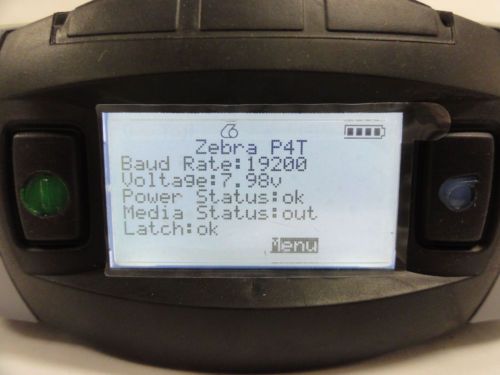 Zebra P4T
Baud Rate:19200
Voltage:7.98v
Power Status:ok
Media Status:out
Latch:ok
Menu